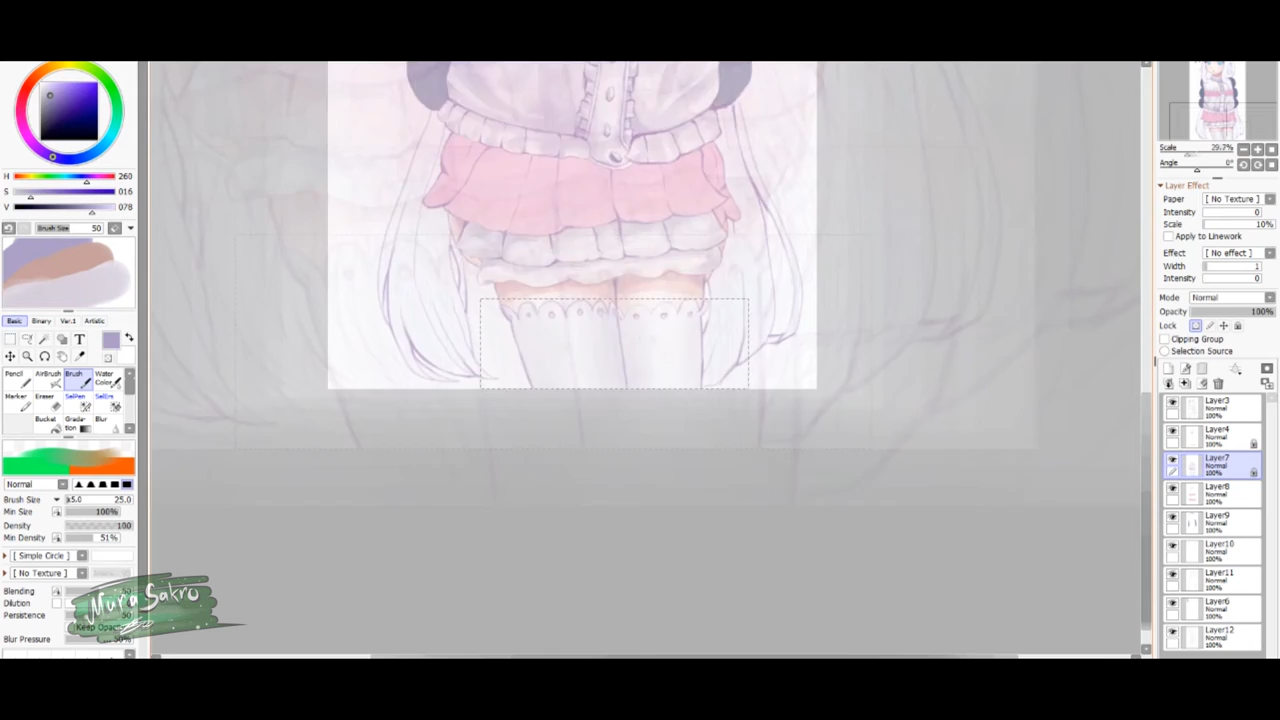 H 260
S 016
V 078
Brush Size 50
Basic Binary Ver.1 Artistic
T
Pencil AirBrush Brush Water Color
Marker Eraser SelPen SelErs
Bucket Gradation Blur
Normal
Brush Size x5.0 25.0
Min Size 100%
Density 100
Min Density 51%
[ Simple Circle ]
[ No Texture ]
Blending
Dilution
Persistence 50
Keep Opacity
Blur Pressure 50%
Mura Sakro
Scale 29.7%
Angle 0°
Layer Effect
Paper [ No Texture ]
Intensity 0
Scale 10%
Apply to Linework
Effect [ No effect ]
Width 1
Intensity 0
Mode Normal
Opacity 100%
Lock
Clipping Group
Selection Source
Layer3
Normal
100%
Layer4
Normal
100%
Layer7
Normal
100%
Layer8
Normal
100%
Layer9
Normal
100%
Layer10
Normal
100%
Layer11
Normal
100%
Layer6
Normal
100%
Layer12
Normal
100%